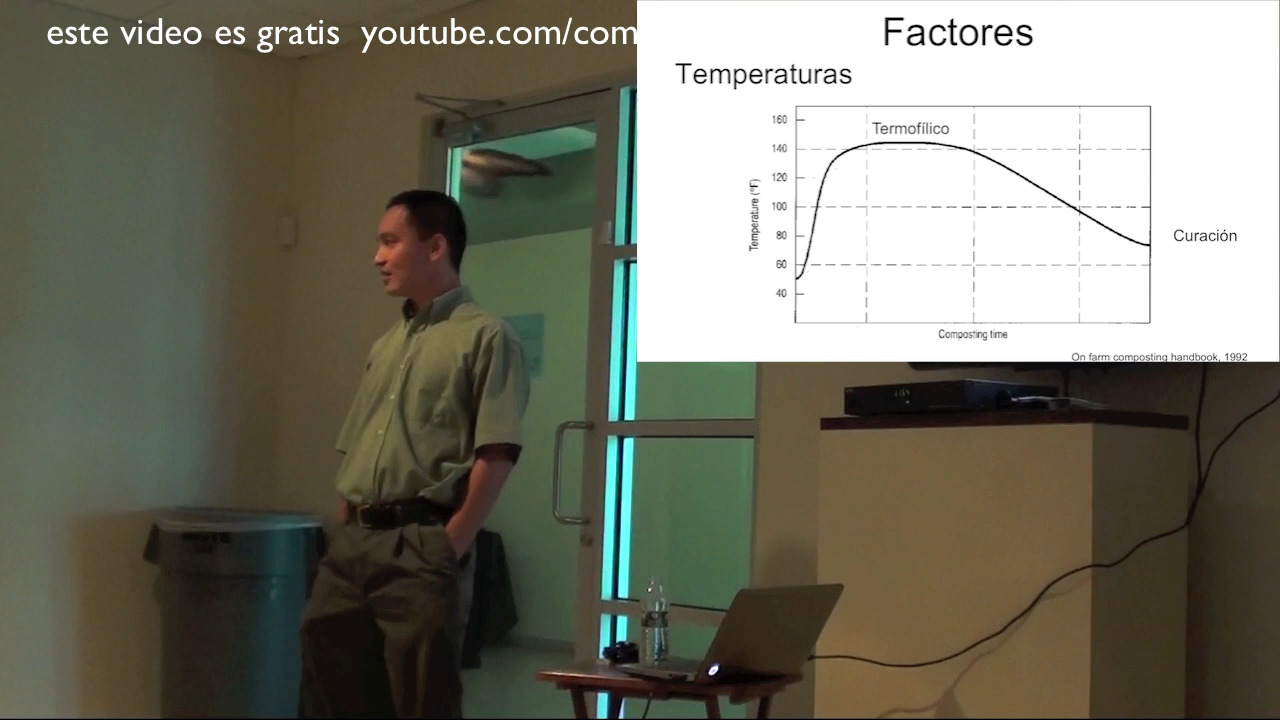 este video es gratis youtube.com/com
Factores
Temperaturas
Termofílico
160
140
120
100
80
60
40
Temperature (°F)
Curación
Composting time
On farm composting handbook, 1992